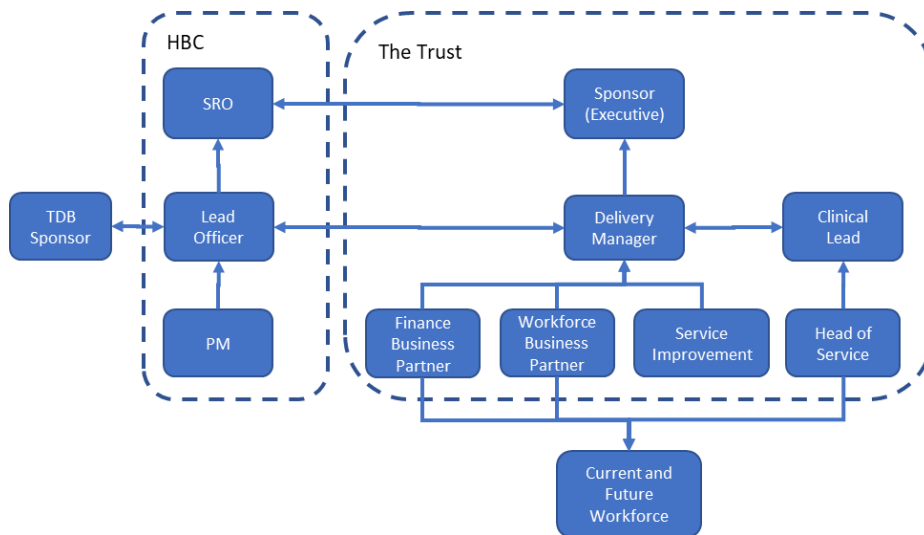 HBC
The Trust
SRO
Sponsor
(Executive)
TDB
Sponsor
Lead
Officer
Delivery
Manager
Clinical
Lead
PM
Finance
Business
Partner
Workforce
Business
Partner
Service
Improvement
Head of
Service
Current and
Future
Workforce